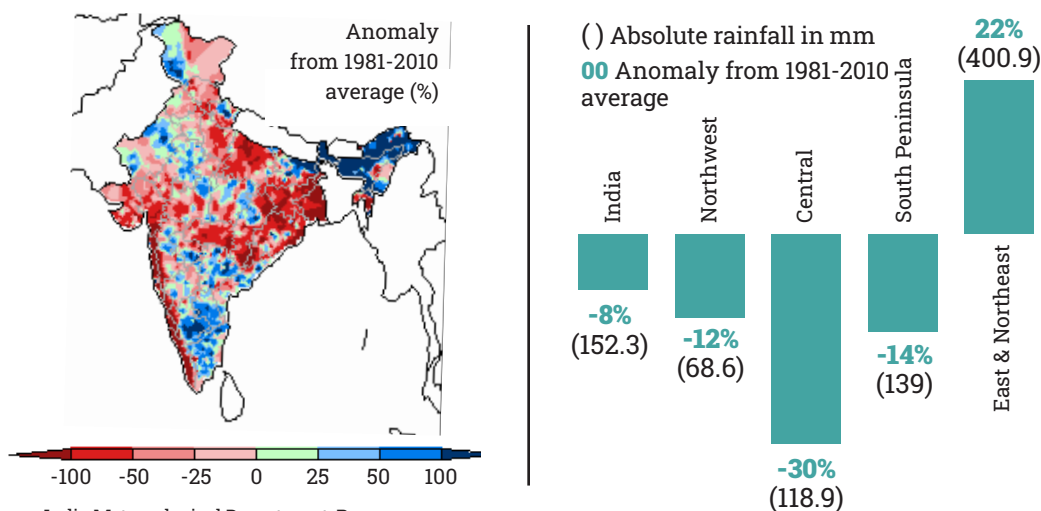 Anomaly
from 1981-2010
average (%)
-100 -50 -25 0 25 50 100
( ) Absolute rainfall in mm
00 Anomaly from 1981-2010
average
India
-8%
(152.3)
Northwest
-12%
(68.6)
Central
-30%
(118.9)
South Peninsula
-14%
(139)
22%
(400.9)
East & Northeast